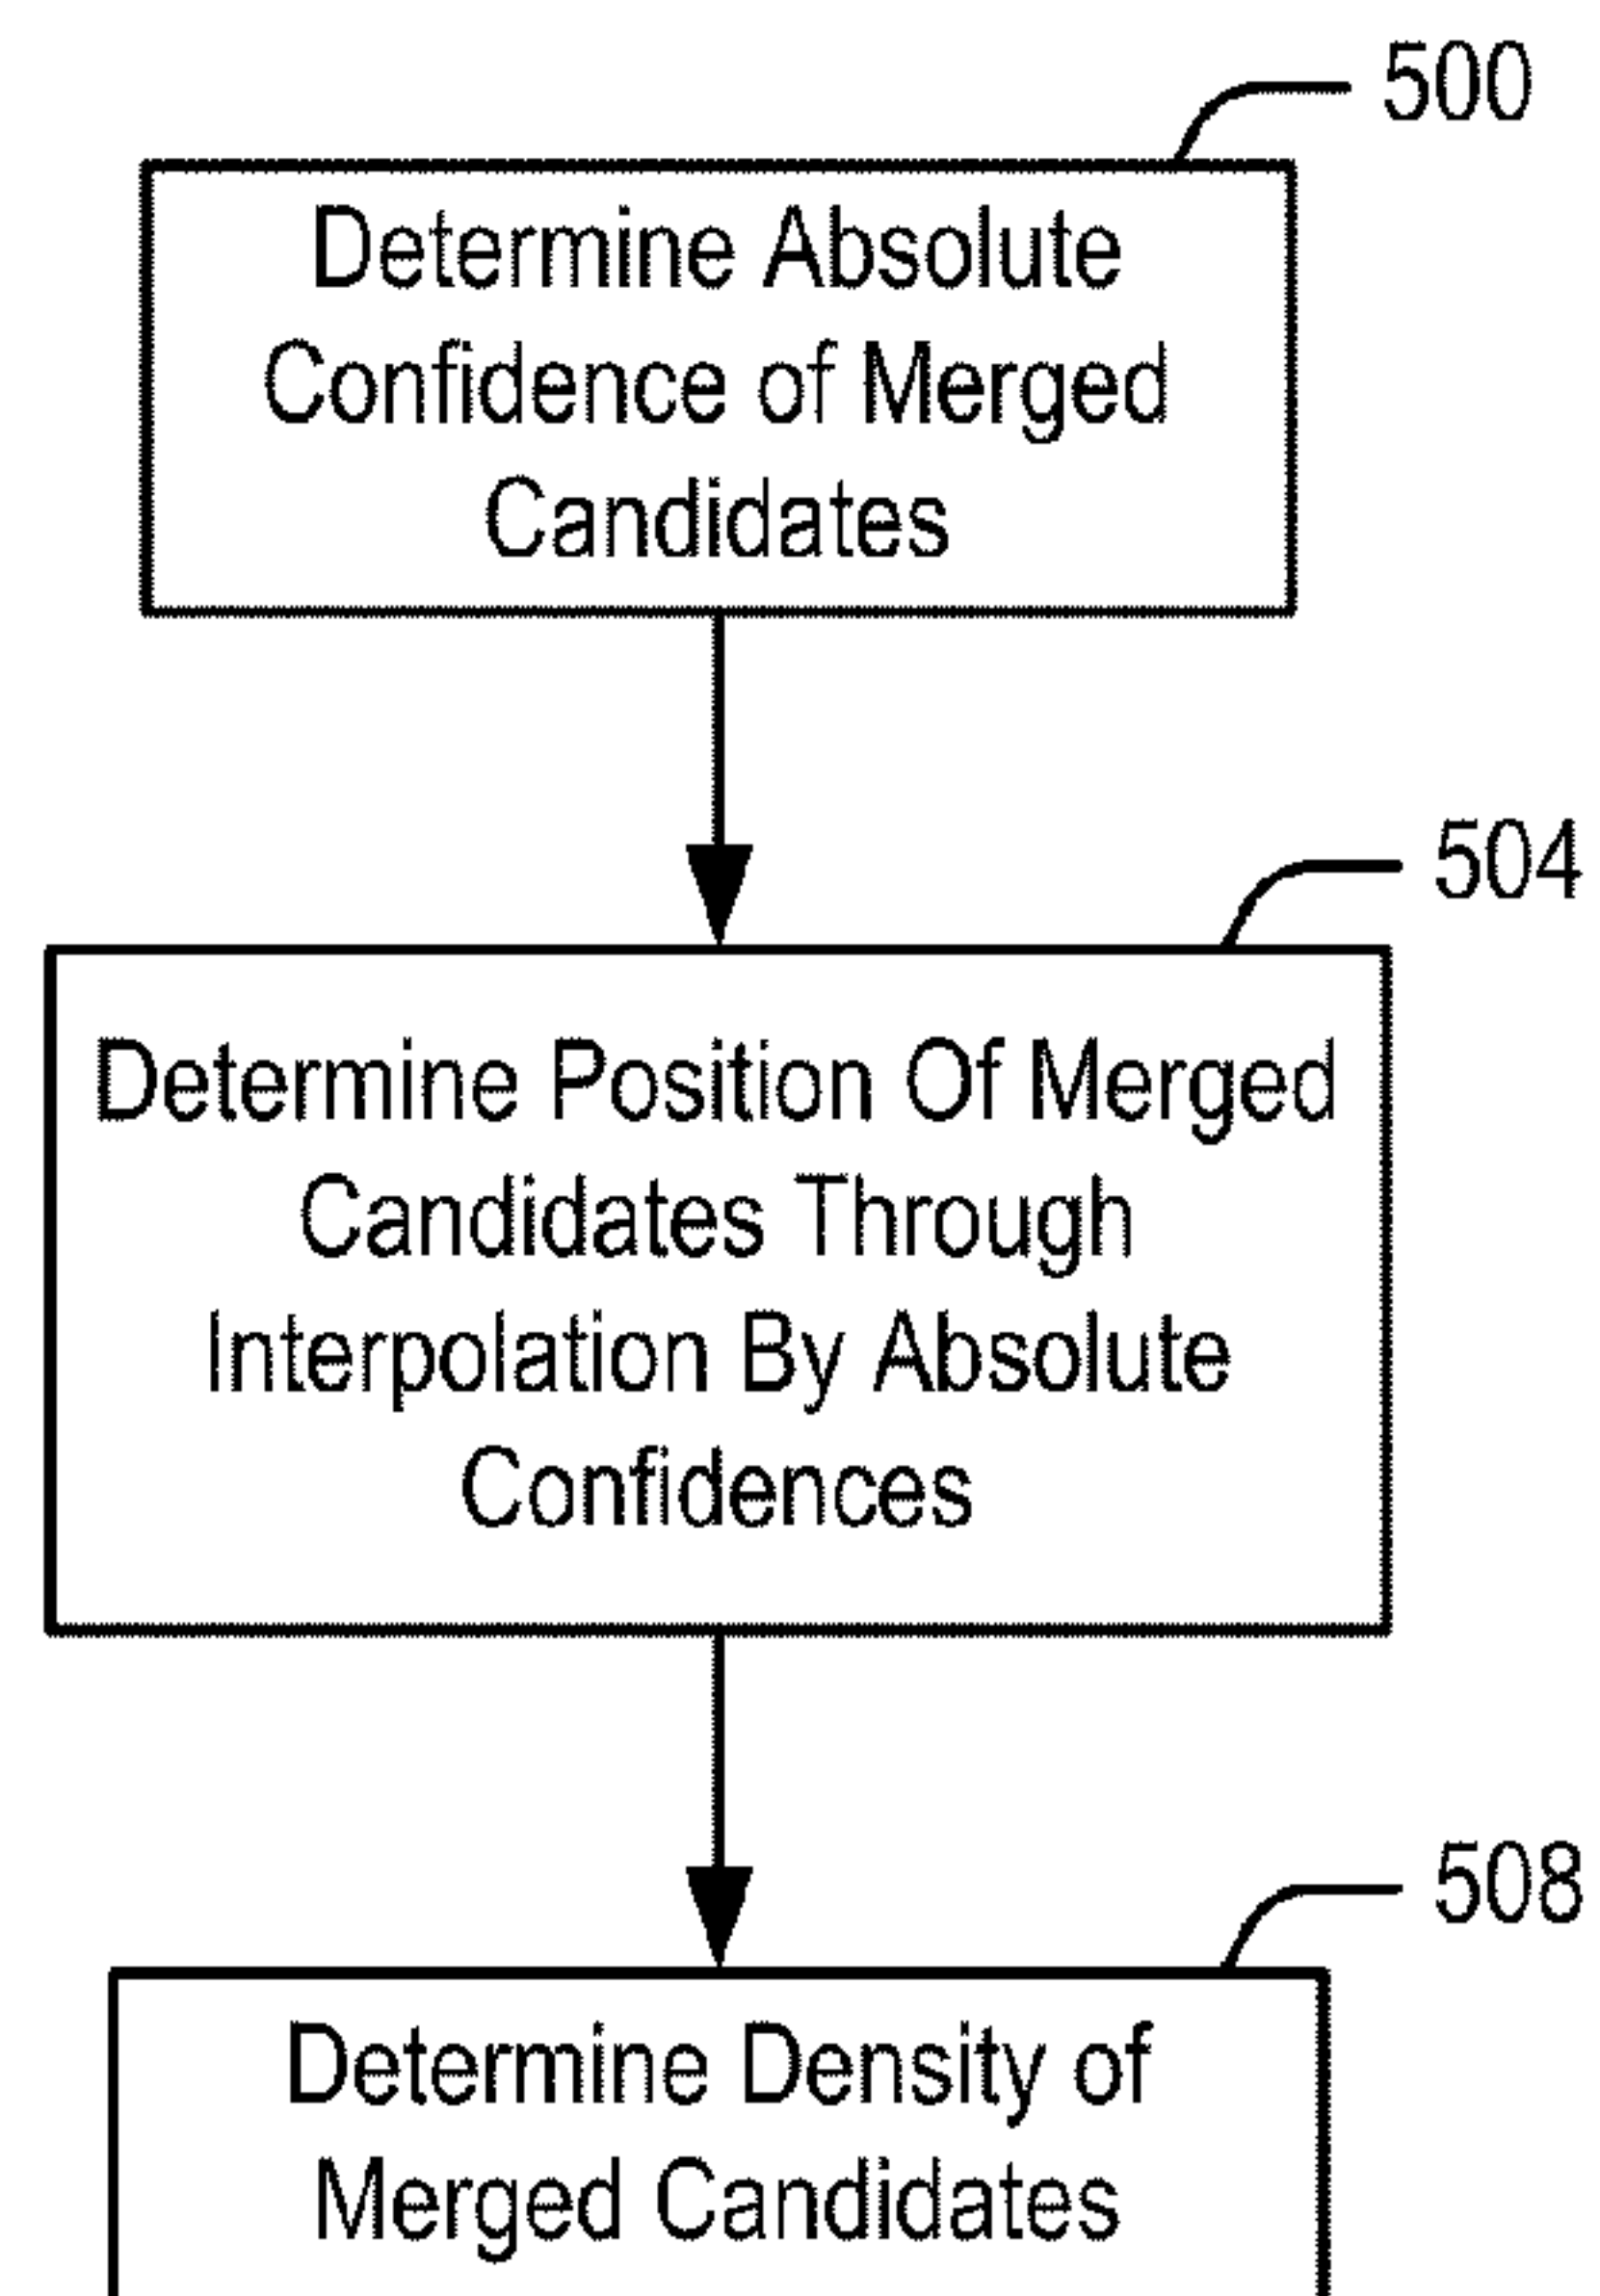 500
Determine Absolute
Confidence of Merged
Candidates
504
Determine Position Of Merged
Candidates Through
Interpolation By Absolute
Confidences
508
Determine Density of
Merged Candidates